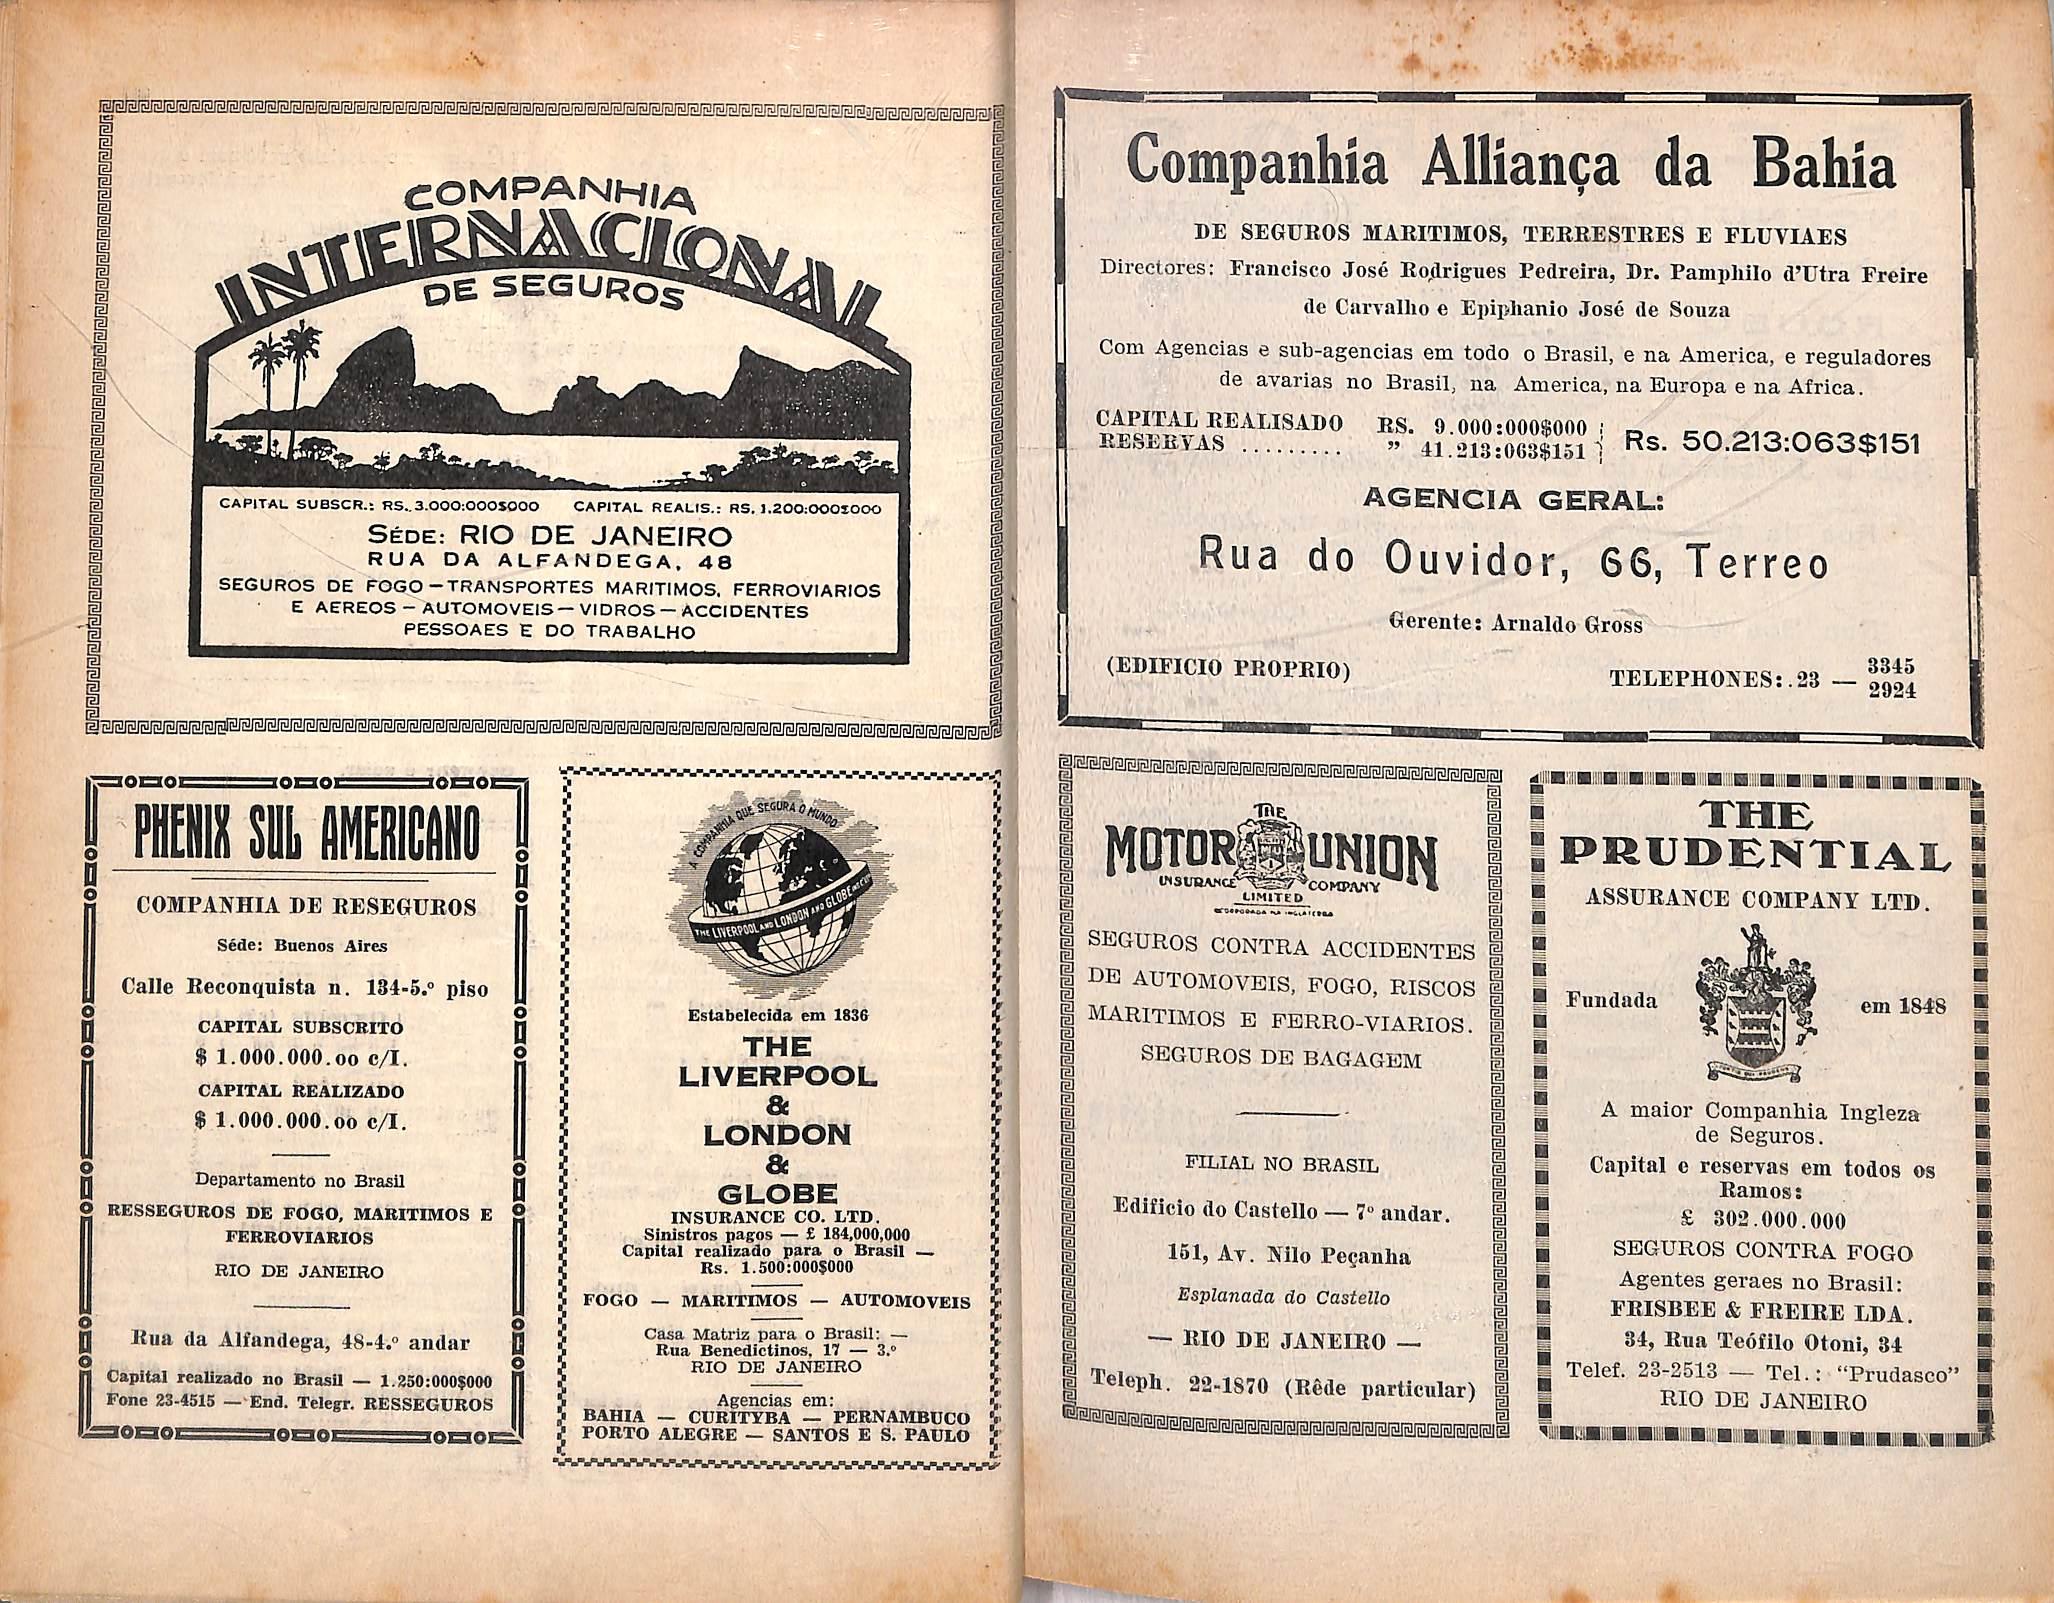 COMPANHIA
INTERNACIONAL
DE SEGUROS
CAPITAL SUBSCR.: RS. 3.000:000$000 CAPITAL REALIS.: RS. 1.200:000$000
SÉDE: RIO DE JANEIRO
RUA DA ALFANDEGA, 48
SEGUROS DE FOGO — TRANSPORTES MARITIMOS, FERROVIARIOS
E AEREOS — AUTOMOVEIS — VIDROS — ACCIDENTES
PESSOAES E DO TRABALHO
PHENIX SUL AMERICANO
COMPANHIA DE RESEGUROS
Séde: Buenos Aires
Calle Reconquista n. 134-5.º piso
CAPITAL SUBSCRITO
$ 1.000.000.oo c/I.
CAPITAL REALIZADO
$ 1.000.000.oo c/I.
Departamento no Brasil
RESSEGUROS DE FOGO, MARITIMOS E
FERROVIARIOS
RIO DE JANEIRO
Rua da Alfandega, 48-4.º andar
Capital realizado no Brasil — 1.250:000$000
Fone 23-4515 — End. Telegr. RESSEGUROS
A COMPANHIA QUE SEGURA O MUNDO
THE LIVERPOOL AND LONDON AND GLOBE
Estabelecida em 1836
THE
LIVERPOOL
&
LONDON
&
GLOBE
INSURANCE CO. LTD.
Sinistros pagos — £ 184,000,000
Capital realizado para o Brasil —
Rs. 1.500:000$000
FOGO — MARITIMOS — AUTOMOVEIS
Casa Matriz para o Brasil: —
Rua Benedictinos, 17 — 3.º
RIO DE JANEIRO
Agencias em:
BAHIA — CURITYBA — PERNAMBUCO
PORTO ALEGRE — SANTOS E S. PAULO
Companhia Alliança da Bahia
DE SEGUROS MARITIMOS, TERRESTRES E FLUVIAES
Directores: Francisco José Rodrigues Pedreira, Dr. Pamphilo d'Utra Freire
de Carvalho e Epiphanio José de Souza
Com Agencias e sub-agencias em todo o Brasil, e na America, e reguladores
de avarias no Brasil, na America, na Europa e na Africa.
CAPITAL REALISADO RS. 9.000:000$000
RESERVAS ......... " 41.213:063$151 } Rs. 50.213:063$151
AGENCIA GERAL:
Rua do Ouvidor, 66, Terreo
Gerente: Arnaldo Gross
(EDIFICIO PROPRIO) TELEPHONES: 23 — 3345
2924
THE
MOTOR UNION
INSURANCE COMPANY
LIMITED
SEGUROS CONTRA ACCIDENTES
DE AUTOMOVEIS, FOGO, RISCOS
MARITIMOS E FERRO-VIARIOS.
SEGUROS DE BAGAGEM
FILIAL NO BRASIL
Edificio do Castello — 7º andar.
151, Av. Nilo Peçanha
Esplanada do Castello
— RIO DE JANEIRO —
Teleph. 22-1870 (Rêde particular)
THE
PRUDENTIAL
ASSURANCE COMPANY LTD.
Fundada em 1848
A maior Companhia Ingleza
de Seguros.
Capital e reservas em todos os
Ramos:
£ 302.000.000
SEGUROS CONTRA FOGO
Agentes geraes no Brasil:
FRISBEE & FREIRE LDA.
34, Rua Teófilo Otoni, 34
Telef. 23-2513 — Tel.: "Prudasco"
RIO DE JANEIRO